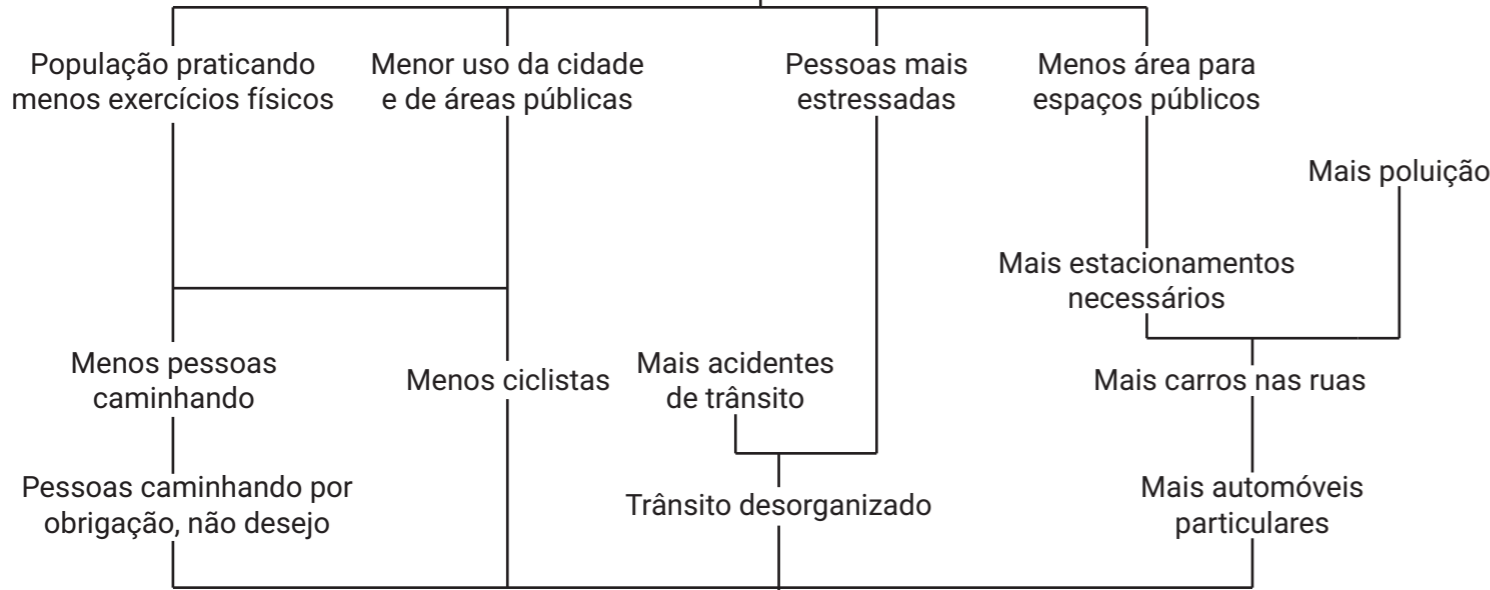 População praticando
menos exercícios físicos
Menor uso da cidade
e de áreas públicas
Pessoas mais
estressadas
Menos área para
espaços públicos
Mais poluição
Mais estacionamentos
necessários
Menos pessoas
caminhando
Menos ciclistas
Mais acidentes
de trânsito
Mais carros nas ruas
Pessoas caminhando por
obrigação, não desejo
Trânsito desorganizado
Mais automóveis
particulares